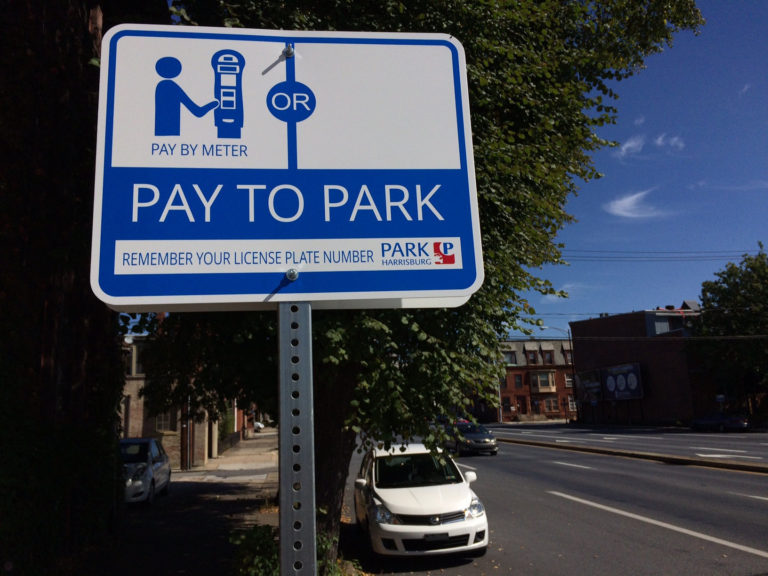 OR
PAY BY METER
PAY TO PARK
REMEMBER YOUR LICENSE PLATE NUMBER PARK P
HARRISBURG